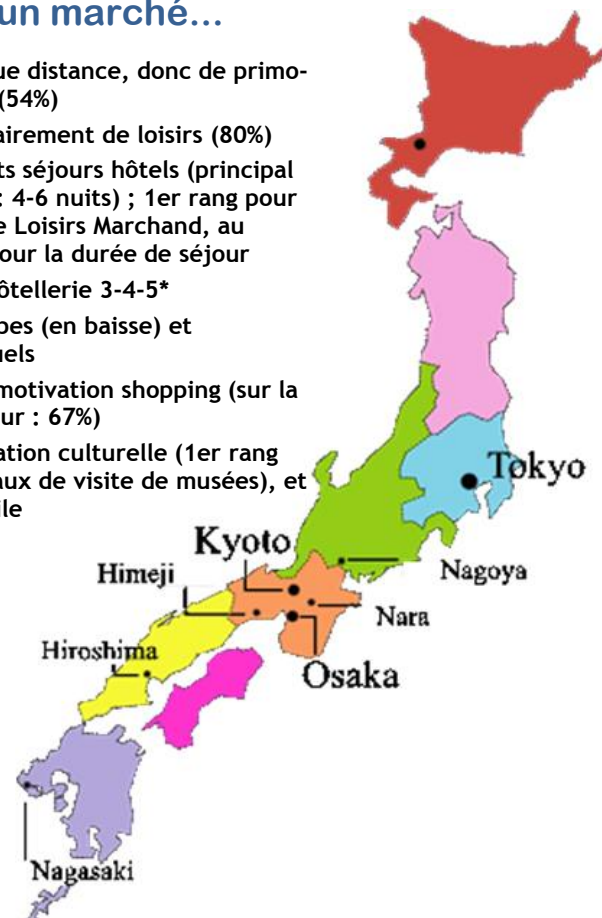 un marché...
ue distance, donc de primo-
(54%)
airement de loisirs (80%)
ts séjours hôtels (principal
: 4-6 nuits) ; 1er rang pour
e Loisirs Marchand, au
our la durée de séjour
ôtellerie 3-4-5*
pes (en baisse) et
uels
motivation shopping (sur la
ur : 67%)
ation culturelle (1er rang
aux de visite de musées), et
ile
Tokyo
Kyoto
Nagoya
Himeji
Nara
Hiroshima
Osaka
Nagasaki